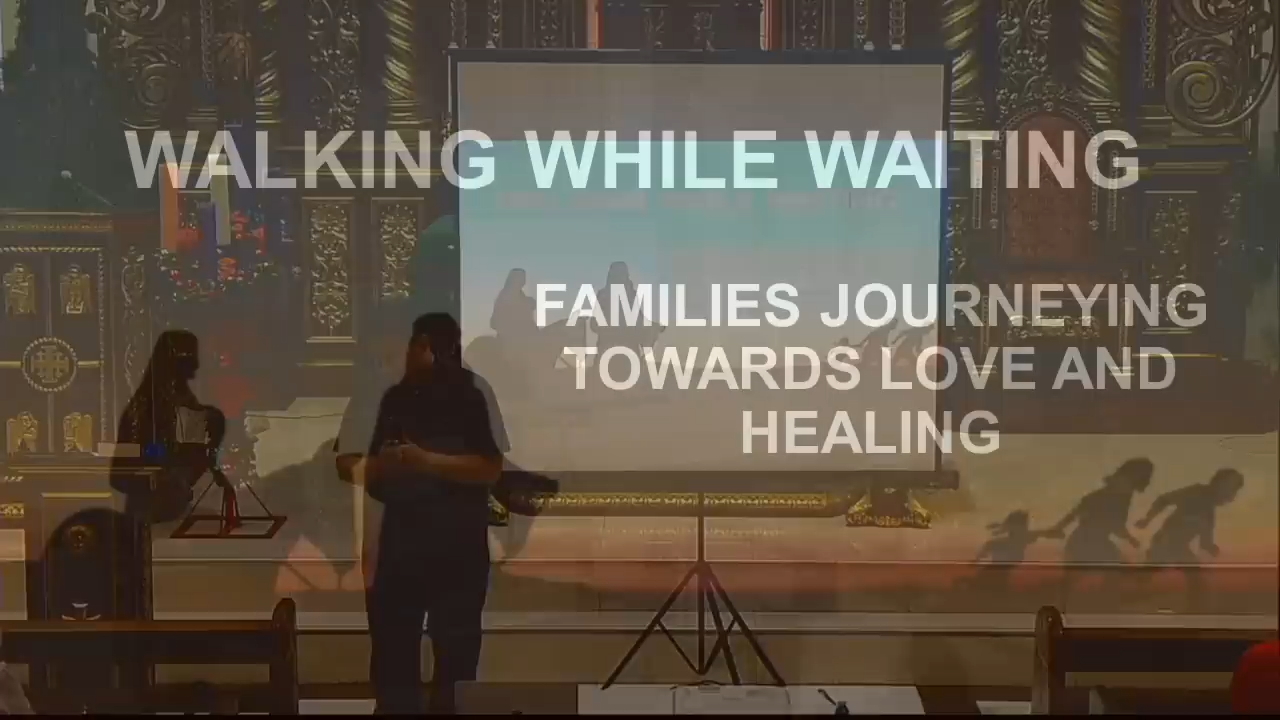 WALKING WHILE WAITING
FAMILIES JOURNEYING
TOWARDS LOVE AND
HEALING